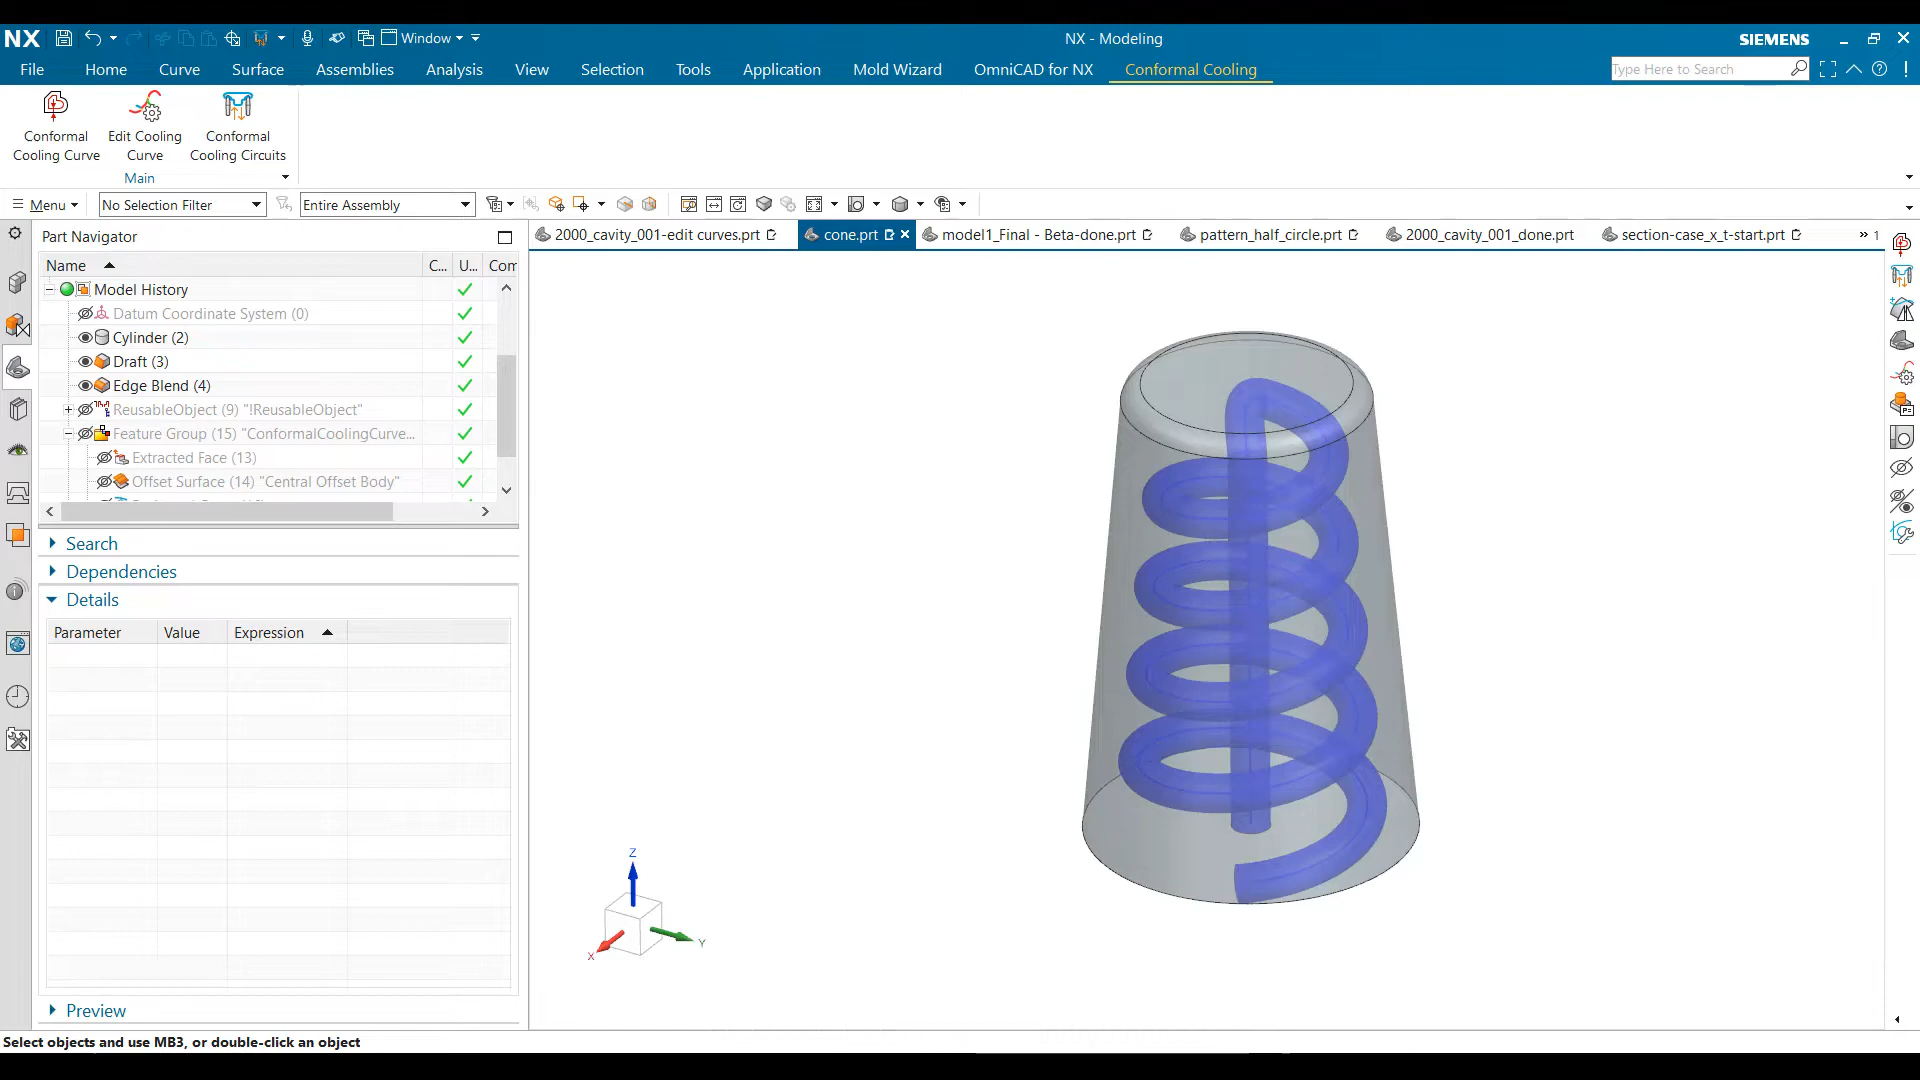 NX Window NX - Modeling SIEMENS
File Home Curve Surface Assemblies Analysis View Selection Tools Application Mold Wizard OmniCAD for NX Conformal Cooling Type Here to Search
Conformal Cooling Curve
Edit Cooling Curve
Conformal Cooling Circuits
Main
Menu No Selection Filter Entire Assembly
Part Navigator
2000_cavity_001-edit curves.prt cone.prt model1_Final - Beta-done.prt pattern_half_circle.prt 2000_cavity_001_done.prt section-case_x_t-start.prt 1
Name C... U... Com
Model History
Datum Coordinate System (0)
Cylinder (2)
Draft (3)
Edge Blend (4)
ReusableObject (9) "!ReusableObject"
Feature Group (15) "ConformalCoolingCurve...
Extracted Face (13)
Offset Surface (14) "Central Offset Body"
Search
Dependencies
Details
Parameter Value Expression
Z
Y
X
Preview
Select objects and use MB3, or double-click an object